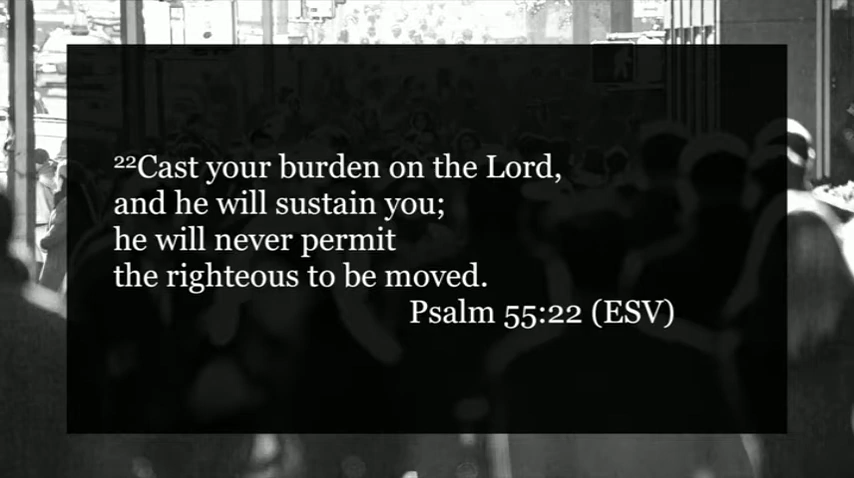 ²²Cast your burden on the Lord,
and he will sustain you;
he will never permit
the righteous to be moved.
Psalm 55:22 (ESV)